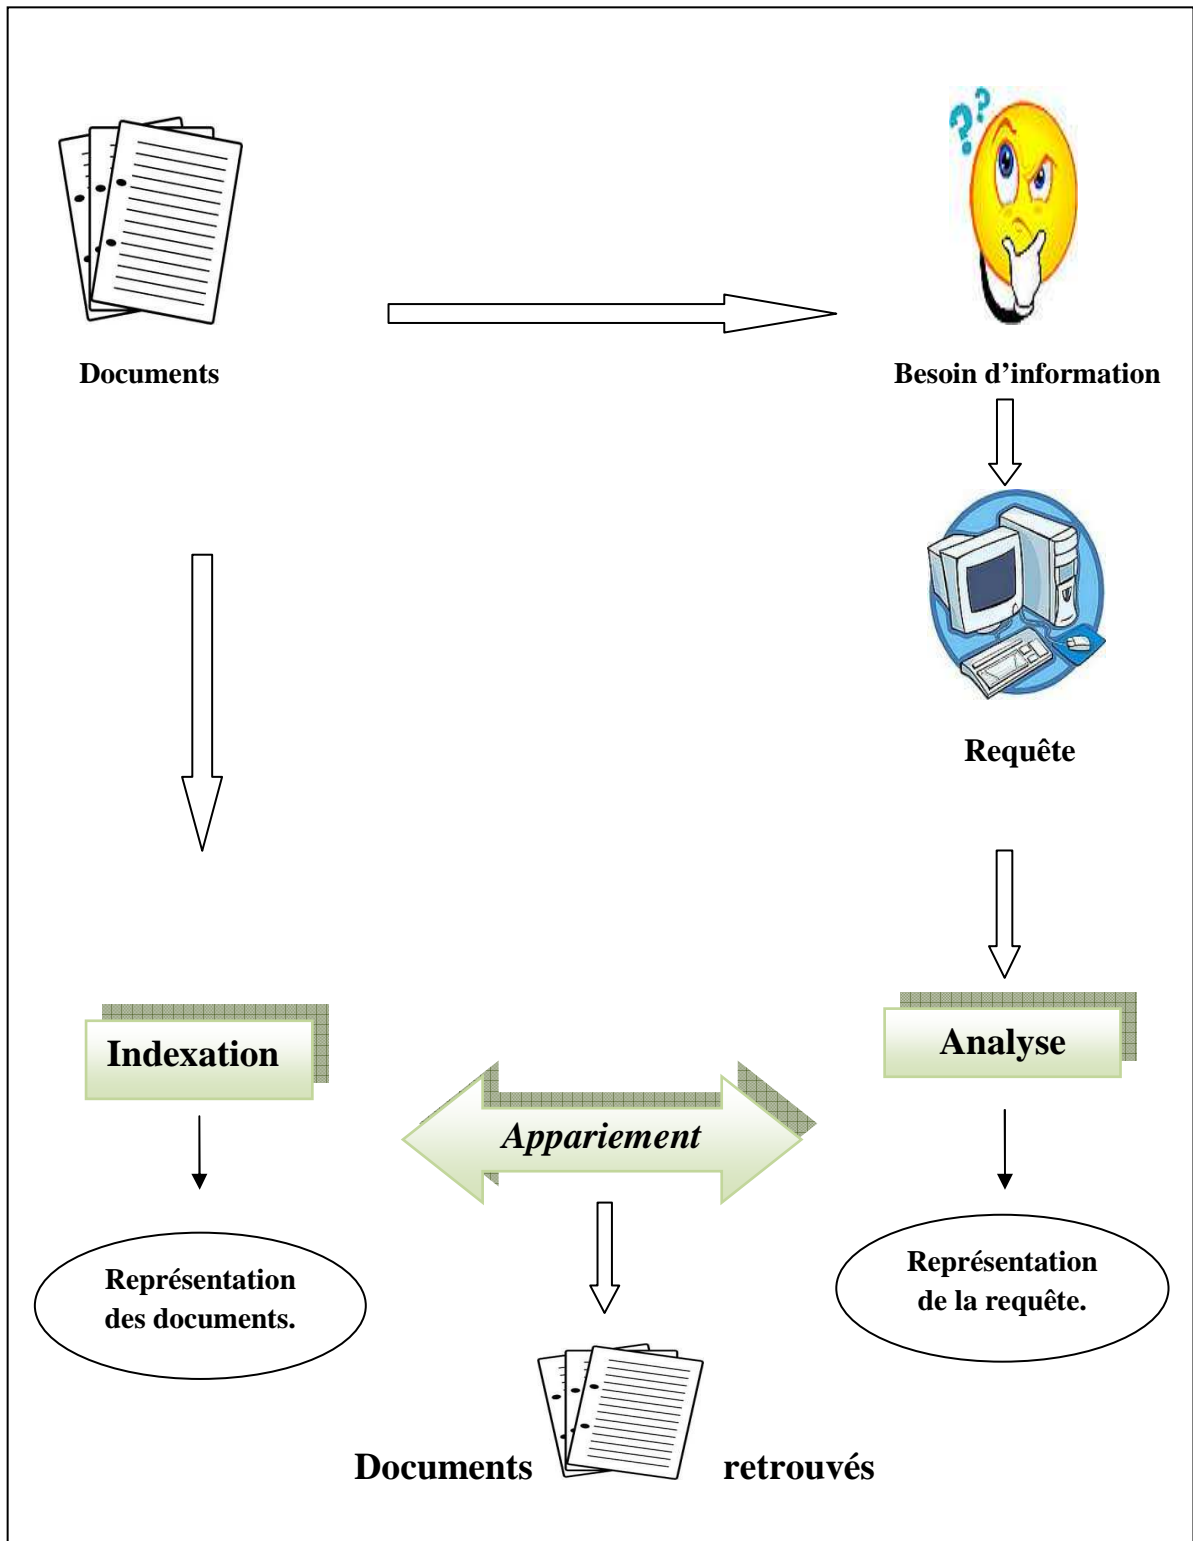 ??
Documents
Besoin d’information
Requête
Indexation
Analyse
Appariement
Représentation
des documents.
Représentation
de la requête.
Documents retrouvés